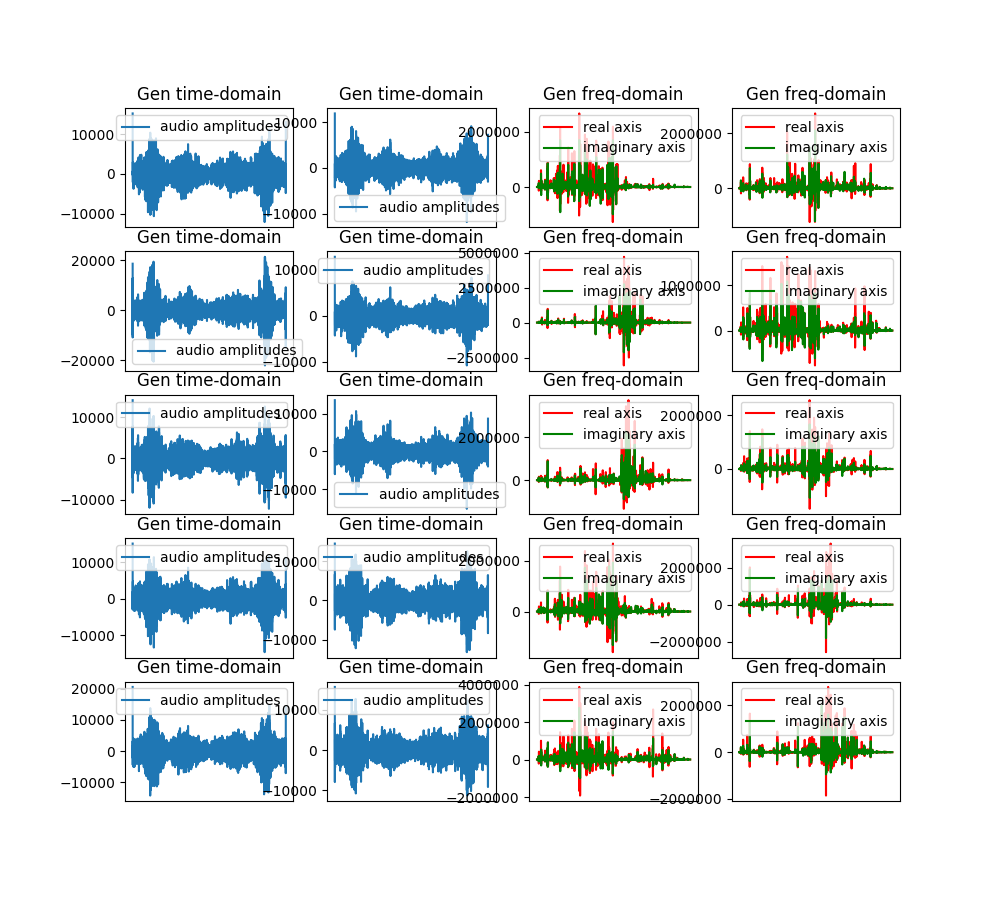 Gen time-domain
audio amplitudes
10000
0
−10000
Gen time-domain
10000
0
−10000
audio amplitudes
Gen freq-domain
real axis
imaginary axis
2000000
0
Gen freq-domain
real axis
imaginary axis
2000000
0
Gen time-domain
20000
0
−20000
audio amplitudes
Gen time-domain
audio amplitudes
10000
0
−10000
Gen freq-domain
5000000
real axis
2500000
imaginary axis
0
−2500000
Gen freq-domain
real axis
imaginary axis
1000000
0
Gen time-domain
audio amplitudes
10000
0
−10000
Gen time-domain
10000
0
−10000
audio amplitudes
Gen freq-domain
real axis
imaginary axis
2000000
0
Gen freq-domain
real axis
imaginary axis
2000000
0
Gen time-domain
audio amplitudes
10000
0
−10000
Gen time-domain
audio amplitudes
10000
0
−10000
Gen freq-domain
real axis
imaginary axis
2000000
0
Gen freq-domain
real axis
imaginary axis
2000000
0
−2000000
Gen time-domain
audio amplitudes
20000
10000
0
−10000
Gen time-domain
audio amplitudes
10000
0
−10000
Gen freq-domain
4000000
real axis
imaginary axis
2000000
0
−2000000
Gen freq-domain
real axis
imaginary axis
2000000
0
−2000000